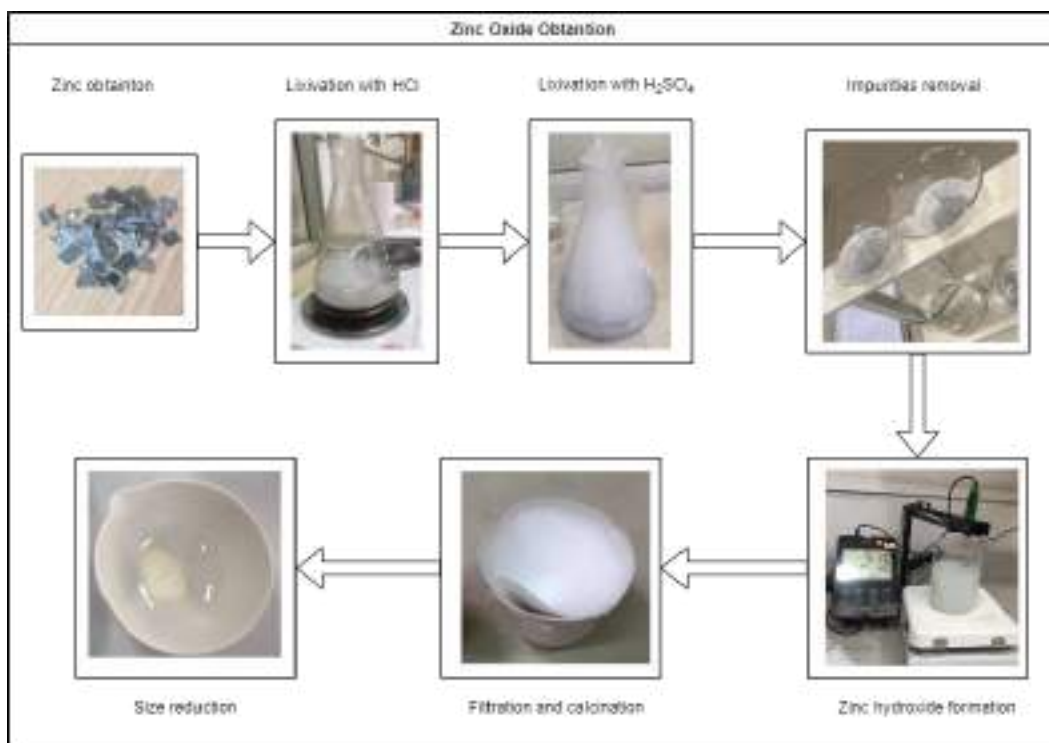 Zinc Oxide Obtantion
Zinc obtainton
Lixivation with HCl
Lixivation with H₂SO₄
Impurities removal
Size reduction
Filtration and calcination
Zinc hydroxide formation